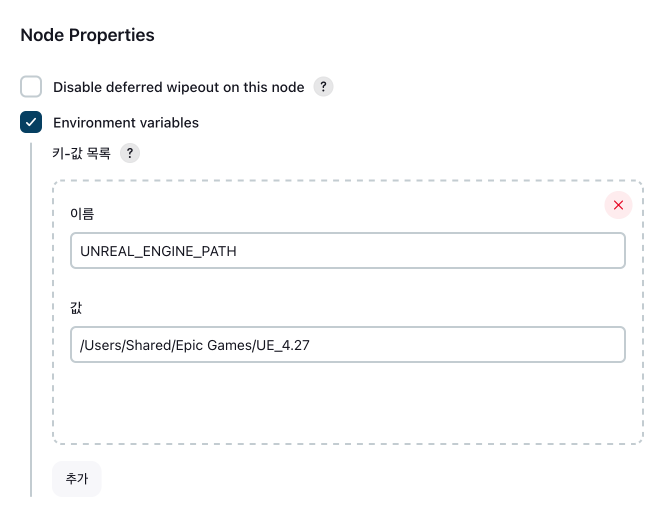 Node Properties
Disable deferred wipeout on this node ?
Environment variables
키-값 목록 ?
이름
UNREAL_ENGINE_PATH
값
/Users/Shared/Epic Games/UE_4.27
추가